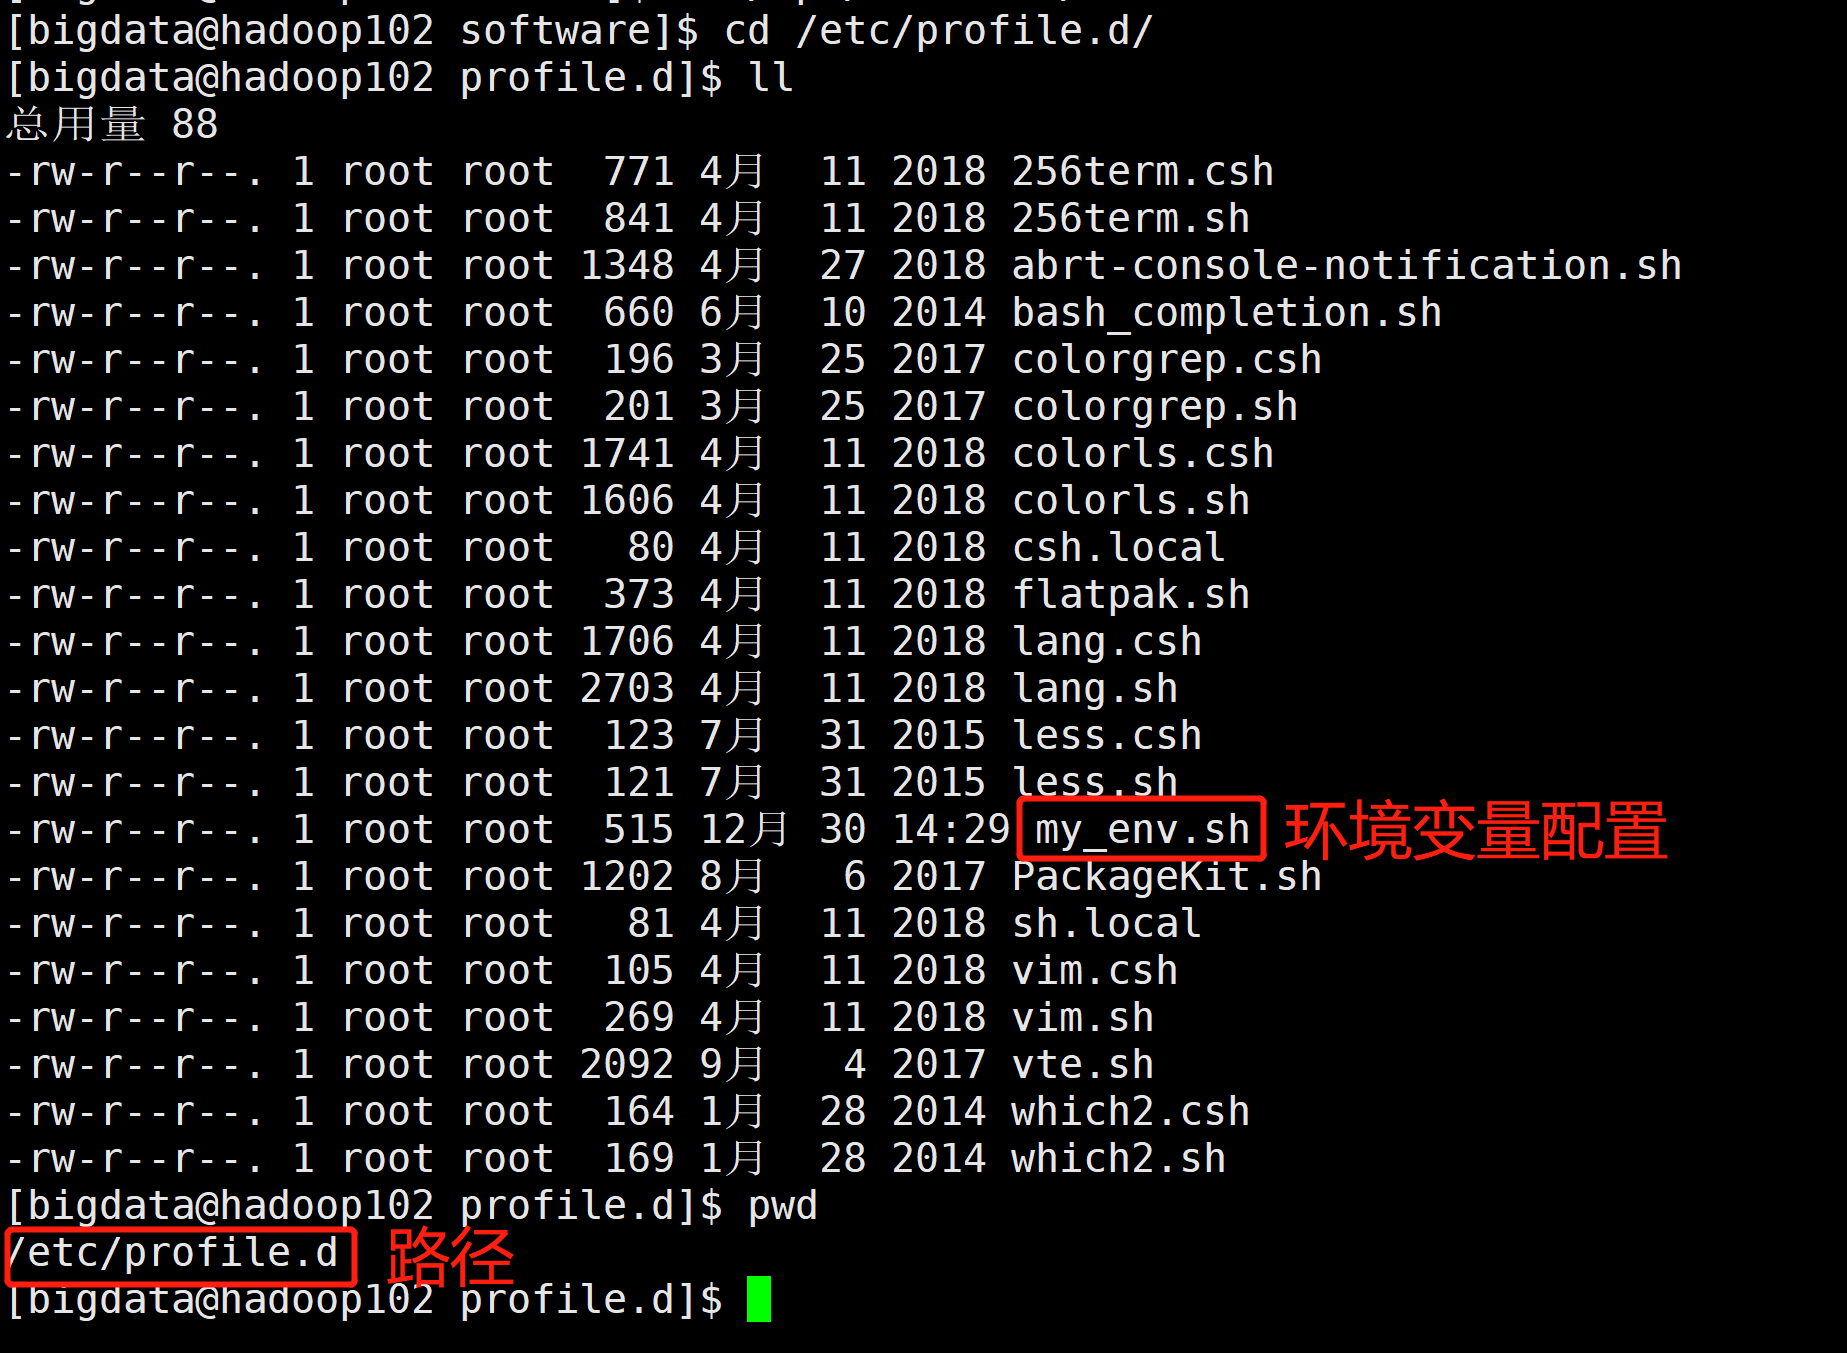 [bigdata@hadoop102 software]$ cd /etc/profile.d/
[bigdata@hadoop102 profile.d]$ ll
总用量 88
-rw-r--r--. 1 root root  771 4月  11 2018 256term.csh
-rw-r--r--. 1 root root  841 4月  11 2018 256term.sh
-rw-r--r--. 1 root root 1348 4月  27 2018 abrt-console-notification.sh
-rw-r--r--. 1 root root  660 6月  10 2014 bash_completion.sh
-rw-r--r--. 1 root root  196 3月  25 2017 colorgrep.csh
-rw-r--r--. 1 root root  201 3月  25 2017 colorgrep.sh
-rw-r--r--. 1 root root 1741 4月  11 2018 colorls.csh
-rw-r--r--. 1 root root 1606 4月  11 2018 colorls.sh
-rw-r--r--. 1 root root   80 4月  11 2018 csh.local
-rw-r--r--. 1 root root  373 4月  11 2018 flatpak.sh
-rw-r--r--. 1 root root 1706 4月  11 2018 lang.csh
-rw-r--r--. 1 root root 2703 4月  11 2018 lang.sh
-rw-r--r--. 1 root root  123 7月  31 2015 less.csh
-rw-r--r--. 1 root root  121 7月  31 2015 less.sh
-rw-r--r--. 1 root root  515 12月 30 14:29 my_env.sh 环境变量配置
-rw-r--r--. 1 root root 1202 8月   6 2017 PackageKit.sh
-rw-r--r--. 1 root root   81 4月  11 2018 sh.local
-rw-r--r--. 1 root root  105 4月  11 2018 vim.csh
-rw-r--r--. 1 root root  269 4月  11 2018 vim.sh
-rw-r--r--. 1 root root 2092 9月   4 2017 vte.sh
-rw-r--r--. 1 root root  164 1月  28 2014 which2.csh
-rw-r--r--. 1 root root  169 1月  28 2014 which2.sh
[bigdata@hadoop102 profile.d]$ pwd
/etc/profile.d 路径
[bigdata@hadoop102 profile.d]$